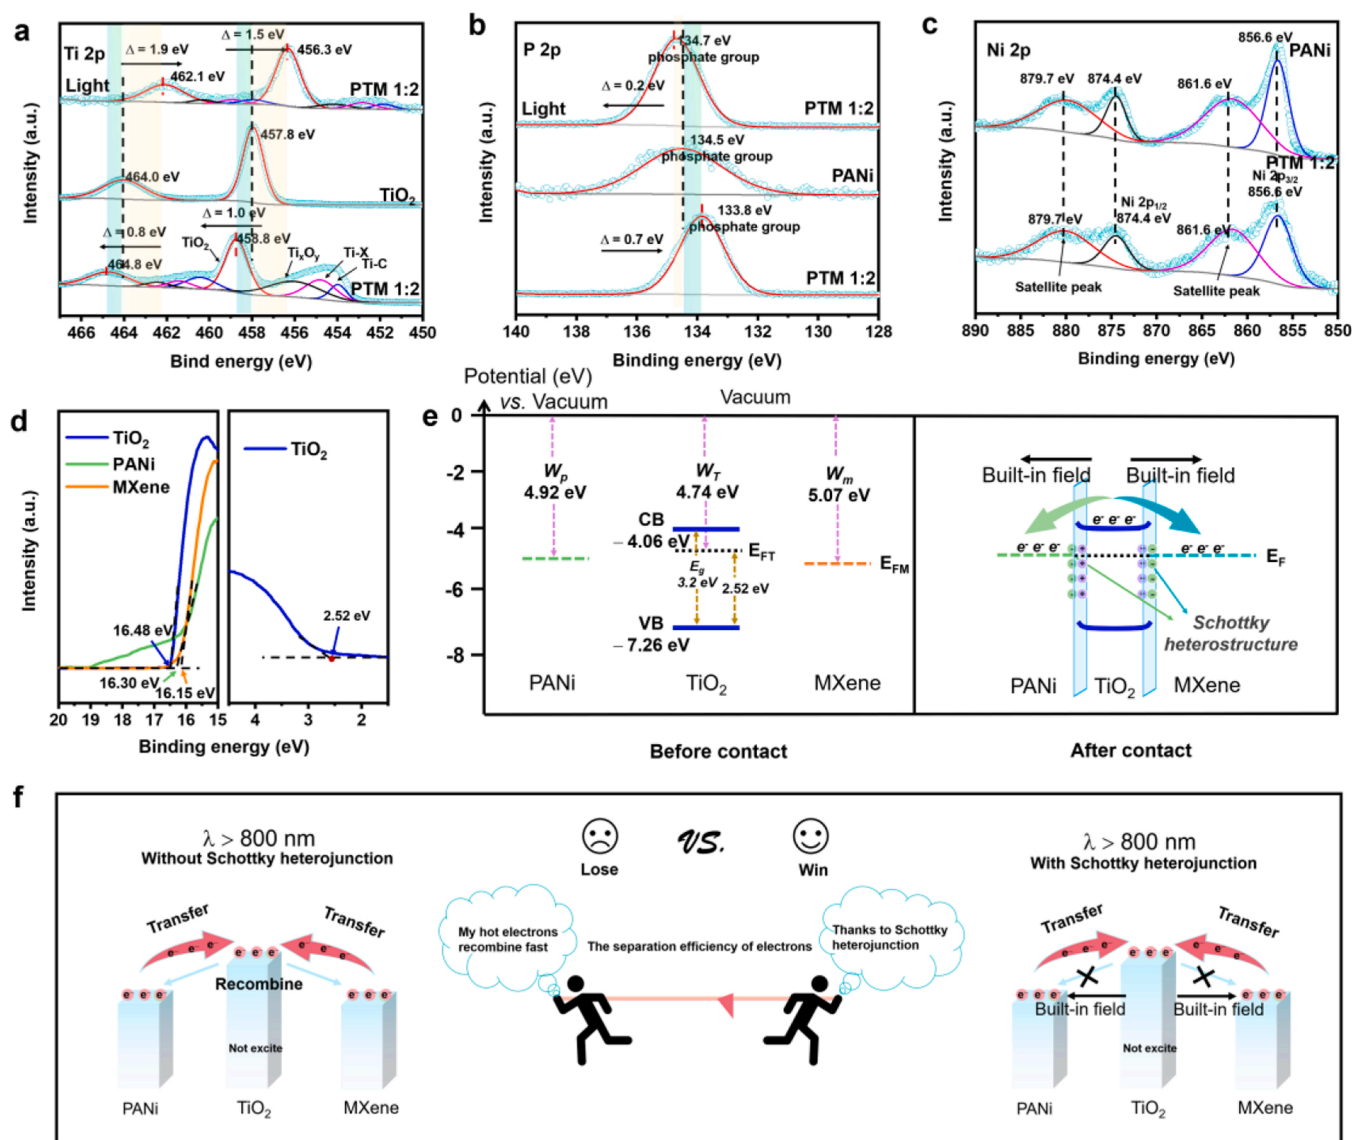 a
Ti 2p
Δ = 1.9 eV
Δ = 1.5 eV
456.3 eV
Light
462.1 eV
PTM 1:2
457.8 eV
464.0 eV
TiO2
Δ = 1.0 eV
Δ = 0.8 eV
TiO2
458.8 eV
TixOy
Ti-X
Ti-C
464.8 eV
PTM 1:2
466 464 462 460 458 456 454 452 450
Bind energy (eV)
Intensity (a.u.)
b
P 2p
134.7 eV
phosphate group
Δ = 0.2 eV
Light
PTM 1:2
134.5 eV
phosphate group
PANi
133.8 eV
phosphate group
Δ = 0.7 eV
PTM 1:2
140 138 136 134 132 130 128
Binding energy (eV)
Intensity (a.u.)
c
Ni 2p
856.6 eV
PANi
879.7 eV
874.4 eV
861.6 eV
PTM 1:2
Ni 2p3/2
856.6 eV
Ni 2p1/2
874.4 eV
879.7 eV
861.6 eV
Satellite peak
Satellite peak
890 885 880 875 870 865 860 855 850
Binding energy (eV)
Intensity (a.u.)
d
TiO2
PANi
MXene
16.48 eV
16.30 eV
16.15 eV
20 19 18 17 16 15
TiO2
2.52 eV
4 3 2
Binding energy (eV)
Intensity (a.u.)
e
Potential (eV)
vs. Vacuum
Vacuum
0
-2
-4
-6
-8
Wp
4.92 eV
WT
4.74 eV
Wm
5.07 eV
CB
– 4.06 eV
EFT
Eg
3.2 eV
2.52 eV
EFM
VB
– 7.26 eV
PANi
TiO2
MXene
Before contact
Built-in field
Built-in field
e- e- e-
e- e- e-
e- e- e-
EF
Schottky
heterostructure
PANi
TiO2
MXene
After contact
f
λ > 800 nm
Without Schottky heterojunction
Transfer
Transfer
e- e- e-
e- e- e-
e- e- e-
Recombine
e- e- e-
e- e- e-
Not excite
PANi
TiO2
MXene
Lose
VS.
Win
My hot electrons
recombine fast
The separation efficiency of electrons
Thanks to Schottky
heterojunction
λ > 800 nm
With Schottky heterojunction
Transfer
Transfer
e- e- e-
e- e- e-
e- e- e-
e- e- e-
e- e- e-
Built-in field
Built-in field
Not excite
PANi
TiO2
MXene